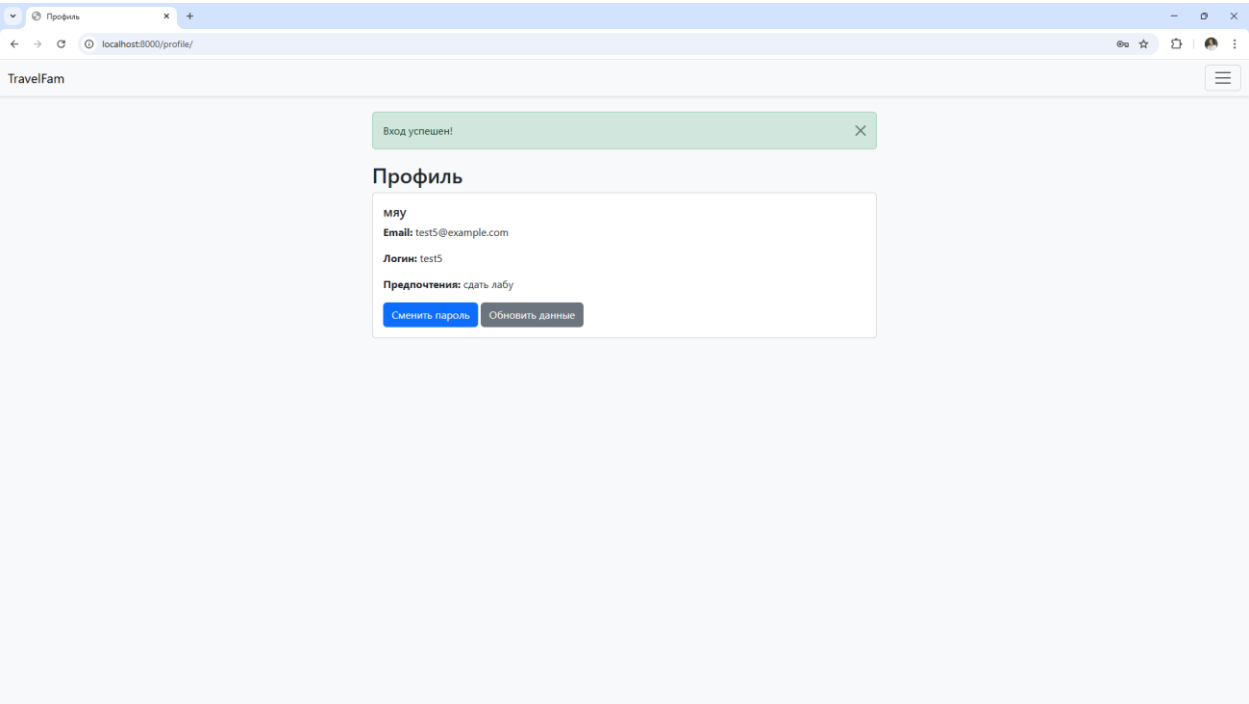 Профиль
localhost:8000/profile/
TravelFam
Вход успешен!
Профиль
мяу
Email: test5@example.com
Логин: test5
Предпочтения: сдать лабу
Сменить пароль Обновить данные